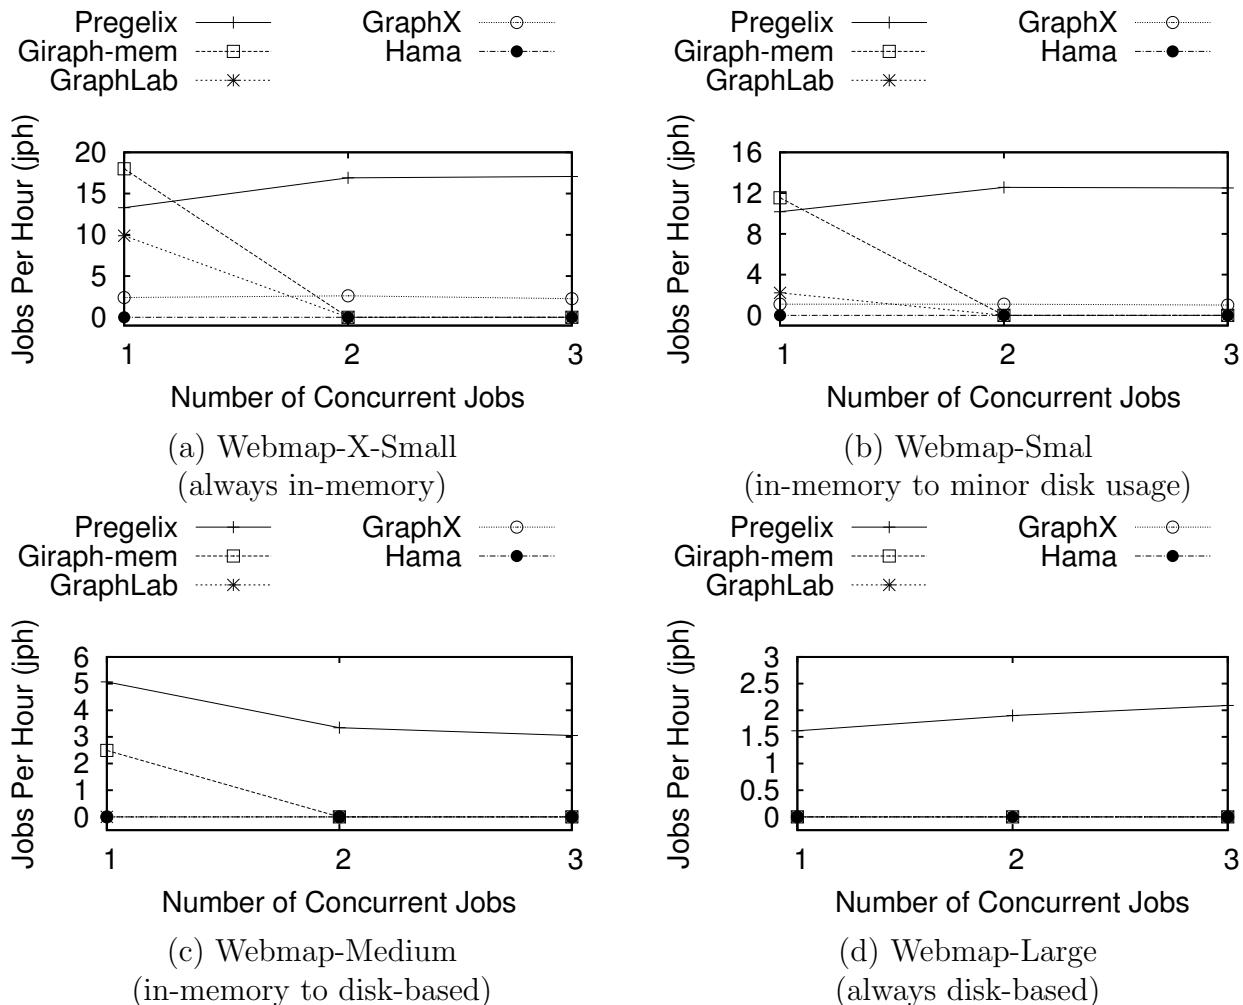 Pregelix
Giraph-mem
GraphLab
GraphX
Hama
Jobs Per Hour (jph)
20
15
10
5
0
1 2 3
Number of Concurrent Jobs
(a) Webmap-X-Small
(always in-memory)
Pregelix
Giraph-mem
GraphLab
GraphX
Hama
Jobs Per Hour (jph)
16
12
8
4
0
1 2 3
Number of Concurrent Jobs
(b) Webmap-Smal
(in-memory to minor disk usage)
Pregelix
Giraph-mem
GraphLab
GraphX
Hama
Jobs Per Hour (jph)
6
5
4
3
2
1
0
1 2 3
Number of Concurrent Jobs
(c) Webmap-Medium
(in-memory to disk-based)
Pregelix
Giraph-mem
GraphLab
GraphX
Hama
Jobs Per Hour (jph)
3
2.5
2
1.5
1
0.5
0
1 2 3
Number of Concurrent Jobs
(d) Webmap-Large
(always disk-based)